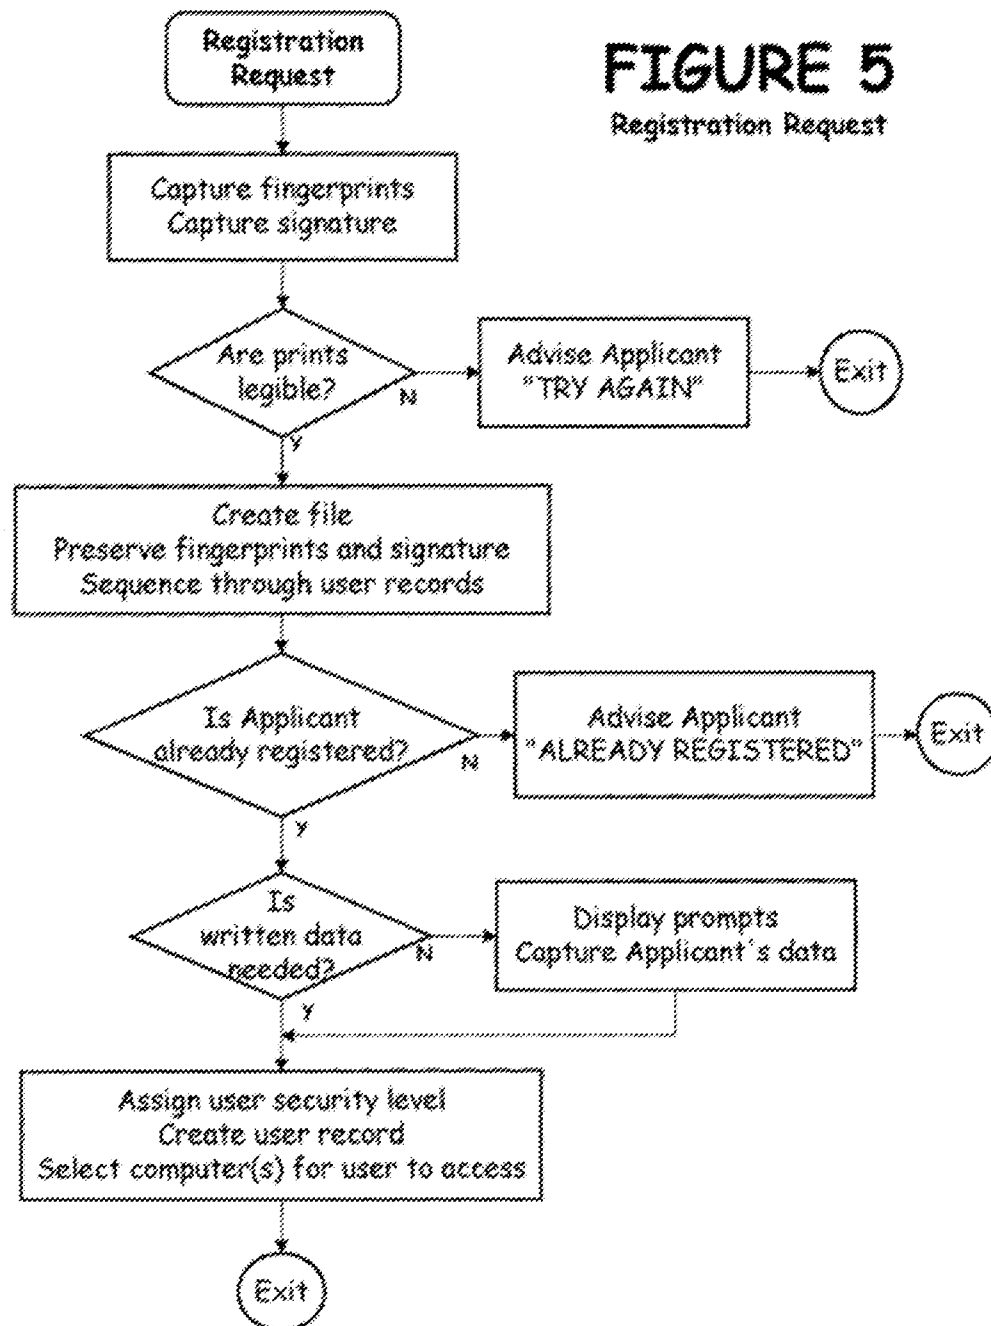 Registration
Request
FIGURE 5
Registration Request
Capture fingerprints
Capture signature
Are prints
legible?
N
Advise Applicant
"TRY AGAIN"
Exit
Y
Create file
Preserve fingerprints and signature
Sequence through user records
Is Applicant
already registered?
N
Advise Applicant
"ALREADY REGISTERED"
Exit
Y
Is
written data
needed?
N
Display prompts
Capture Applicant's data
Y
Assign user security level
Create user record
Select computer(s) for user to access
Exit